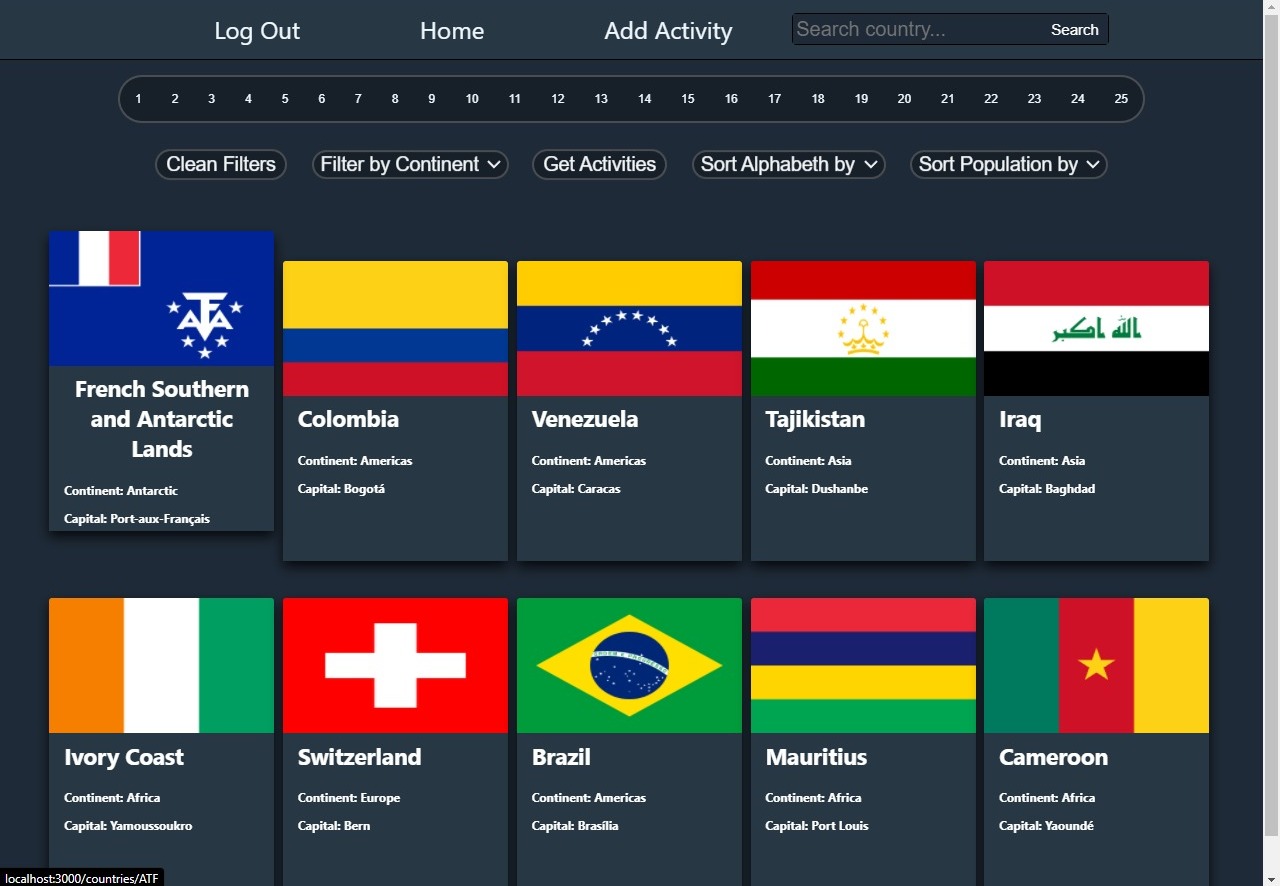 Log Out Home Add Activity Search country... Search
1 2 3 4 5 6 7 8 9 10 11 12 13 14 15 16 17 18 19 20 21 22 23 24 25
Clean Filters Filter by Continent Get Activities Sort Alphabeth by Sort Population by
French Southern
and Antarctic
Lands
Continent: Antarctic
Capital: Port-aux-Français
Colombia
Continent: Americas
Capital: Bogotá
Venezuela
Continent: Americas
Capital: Caracas
Tajikistan
Continent: Asia
Capital: Dushanbe
الله اكبر
Iraq
Continent: Asia
Capital: Baghdad
Ivory Coast
Continent: Africa
Capital: Yamoussoukro
Switzerland
Continent: Europe
Capital: Bern
Brazil
Continent: Americas
Capital: Brasília
Mauritius
Continent: Africa
Capital: Port Louis
Cameroon
Continent: Africa
Capital: Yaoundé
localhost:3000/countries/ATF